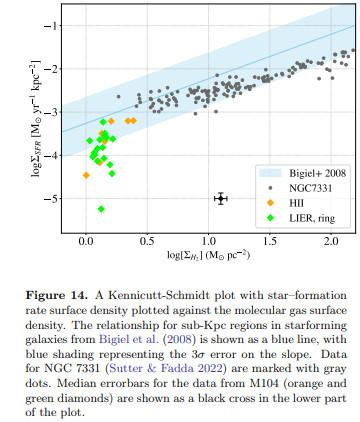 −1
−2
−3
−4
−5
logΣSFR [M⊙ yr⁻¹ kpc⁻²]
Bigiel+ 2008
NGC7331
HII
LIER, ring
0.0 0.5 1.0 1.5 2.0
log[ΣH₂] (M⊙ pc⁻²)
Figure 14. A Kennicutt-Schmidt plot with star–formation
rate surface density plotted against the molecular gas surface
density. The relationship for sub-Kpc regions in starforming
galaxies from Bigiel et al. (2008) is shown as a blue line, with
blue shading representing the 3σ error on the slope. Data
for NGC 7331 (Sutter & Fadda 2022) are marked with gray
dots. Median errorbars for the data from M104 (orange and
green diamonds) are shown as a black cross in the lower part
of the plot.